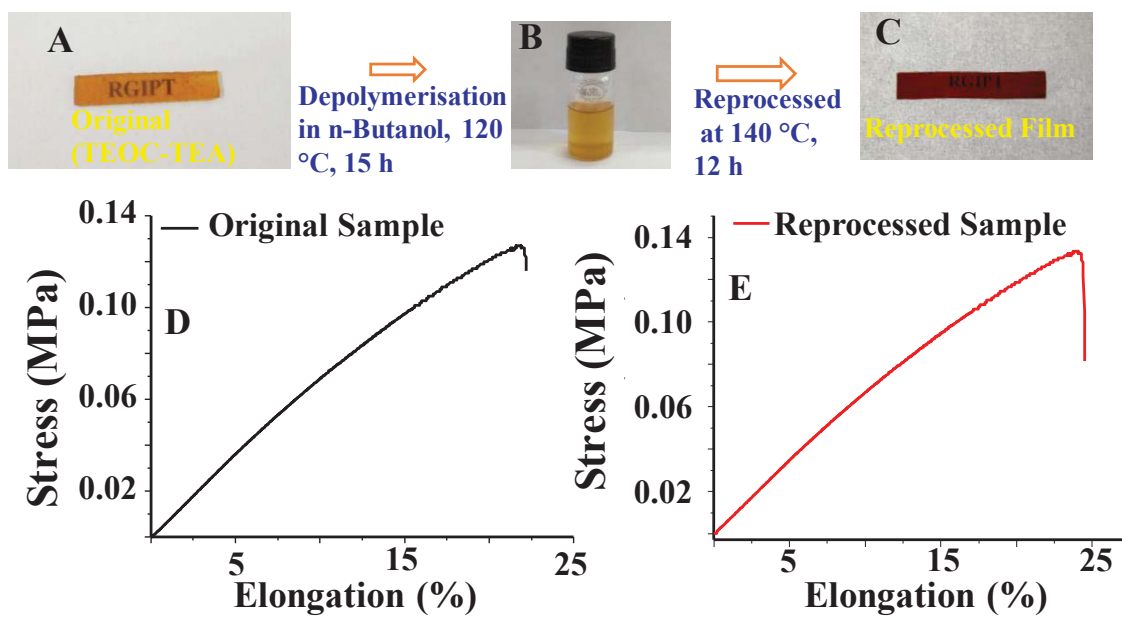 A
RGIPT
Original
(TEOC-TEA)
Depolymerisation
in n-Butanol, 120
°C, 15 h
B
Reprocessed
at 140 °C,
12 h
C
Reprocessed Film
Original Sample
D
0.14
0.10
0.06
0.02
5
15
25
Stress (MPa)
Elongation (%)
Reprocessed Sample
E
0.14
0.10
0.06
0.02
5
15
25
Stress (MPa)
Elongation (%)